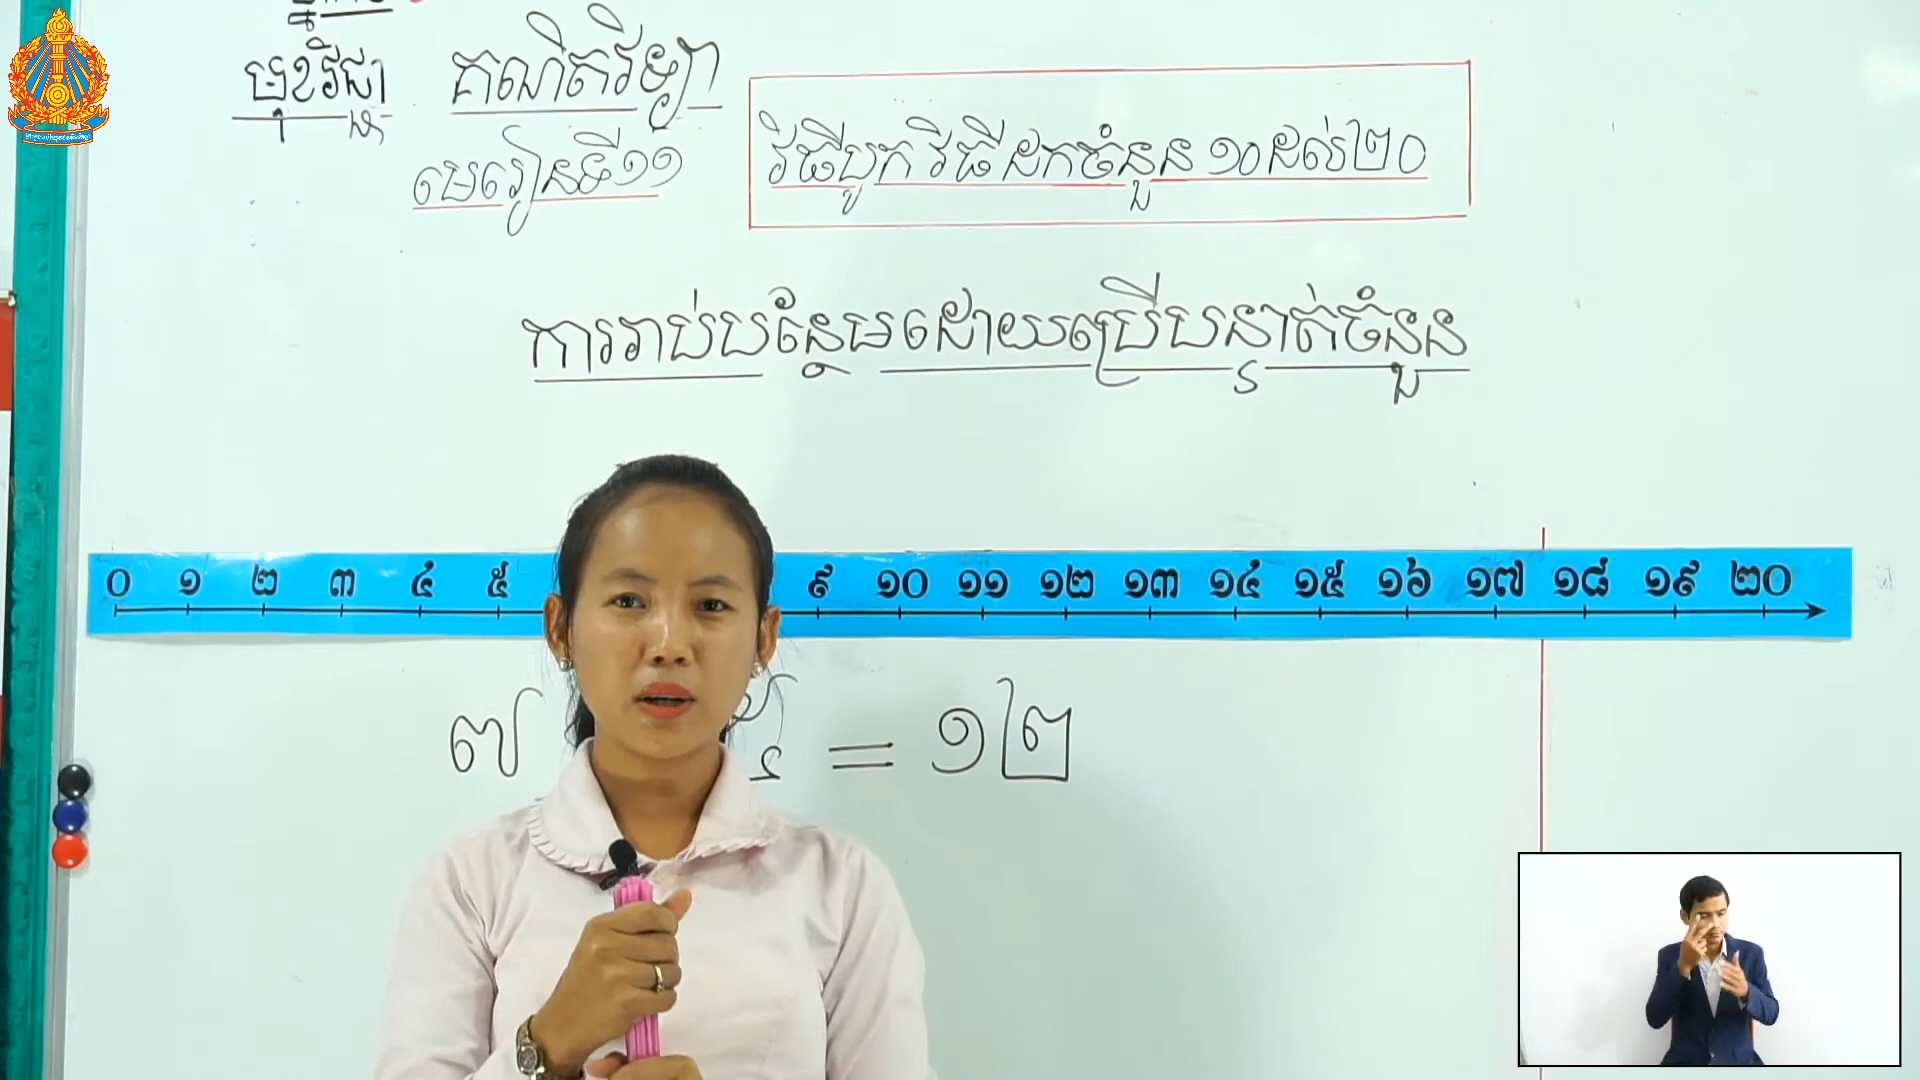 មុខវិជ្ជា គណិតវិទ្យា
មេរៀនទី១១
វិធីបូក វិធីដកចំនួន ១០ដល់២០
ការរាប់បន្ថែមដោយប្រើបន្ទាត់ចំនួន
០ ១ ២ ៣ ៤ ៥ ៩ ១០ ១១ ១២ ១៣ ១៤ ១៥ ១៦ ១៧ ១៨ ១៩ ២០
៧ ៥ = ១២